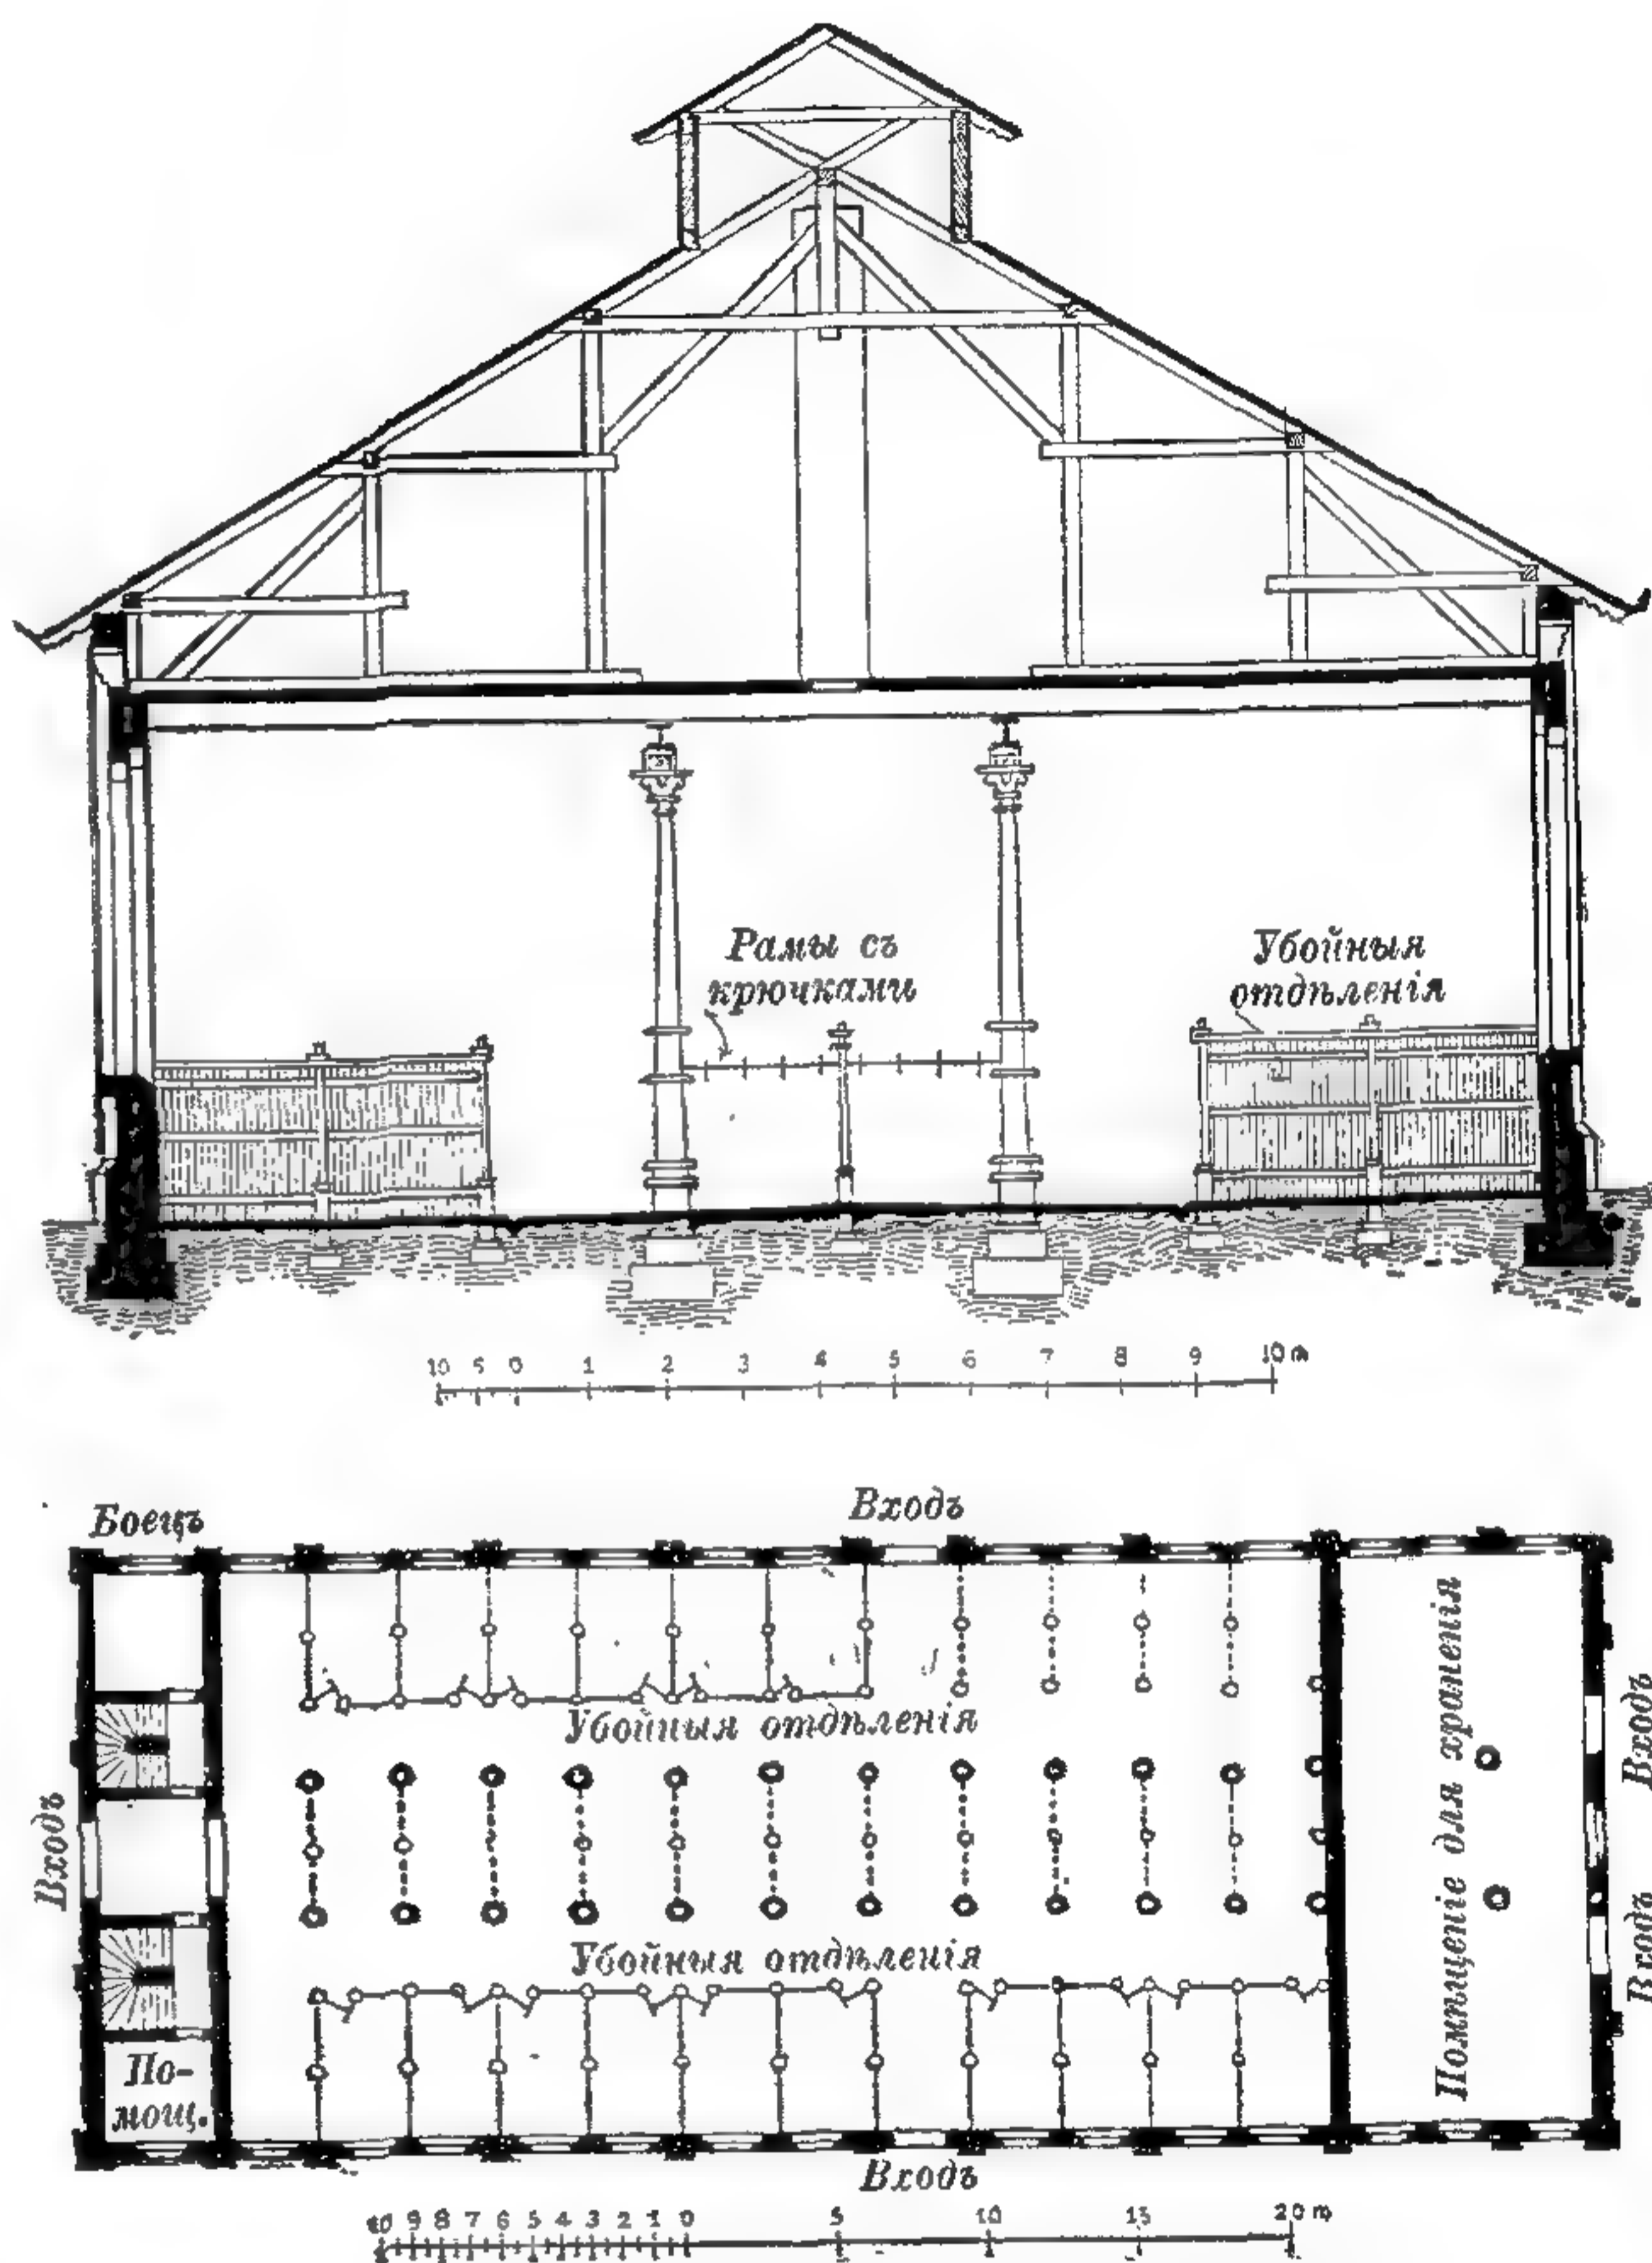 Рамы съ
крючками
Убойныя
отдѣленія
10 5 0 1 2 3 4 5 6 7 8 9 10 m
Боецъ
Входъ
Убойныя отдѣленія
Входъ
Помѣщеніе для храненія
Входъ
Входъ
Убойныя отдѣленія
По-
мощ.
Входъ
10 9 8 7 6 5 4 3 2 1 0 5 10 15 20 m